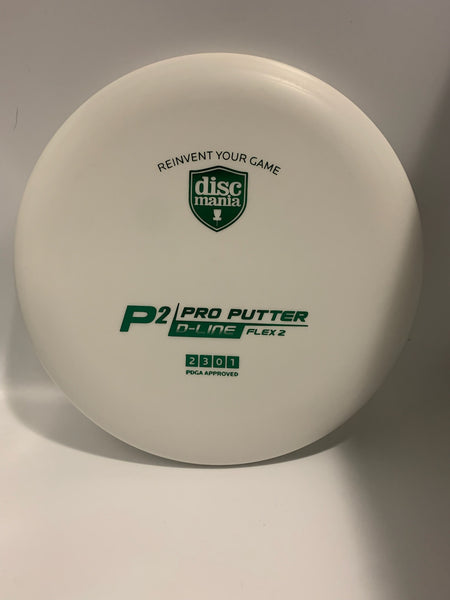 REINVENT YOUR GAME
disc
mania
P2 PRO PUTTER
D-LINE FLEX 2
2 3 0 1
PDGA APPROVED